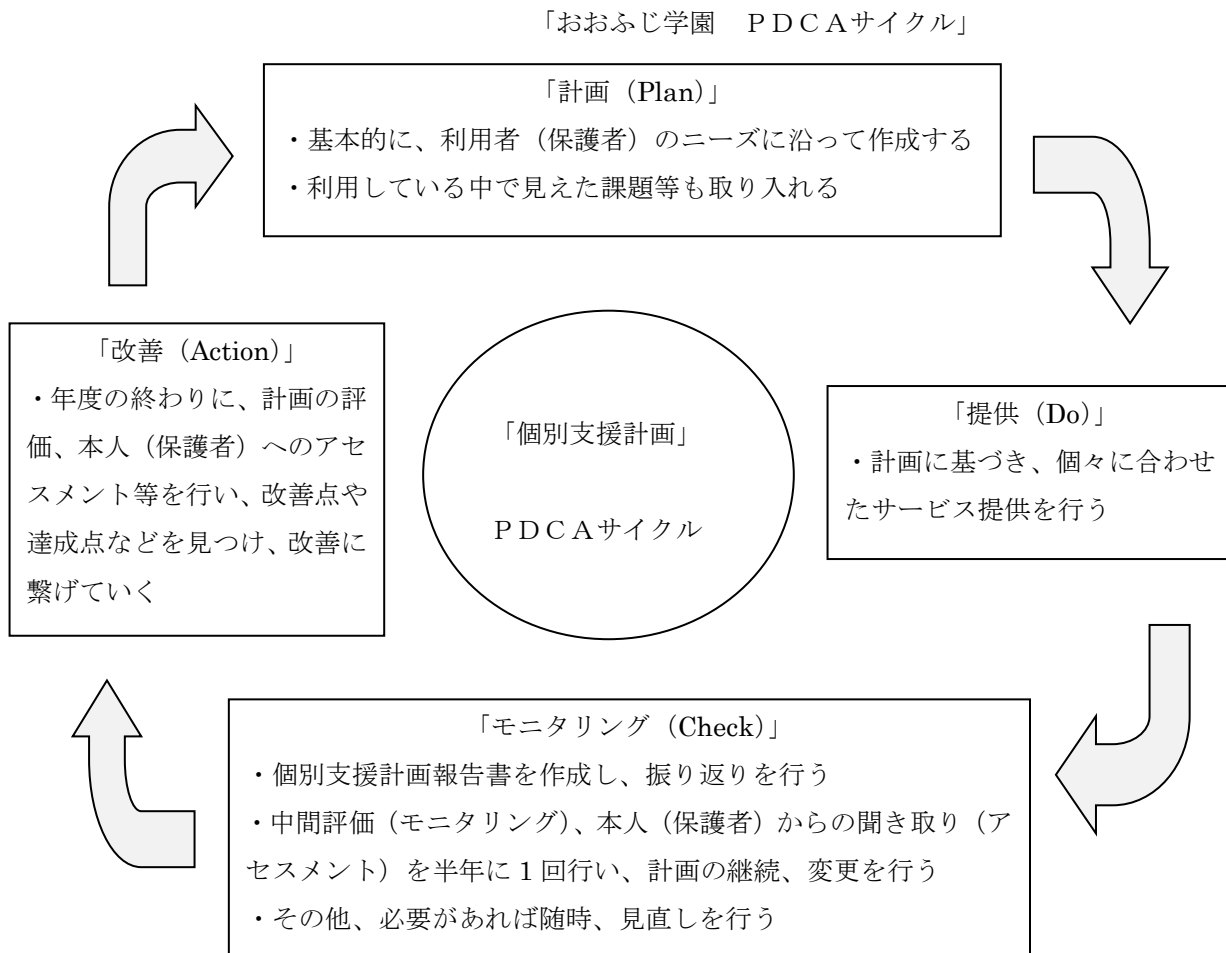 「おおふじ学園　ＰＤＣＡサイクル」
「計画（Plan）」
・基本的に、利用者（保護者）のニーズに沿って作成する
・利用している中で見えた課題等も取り入れる
「改善（Action）」
・年度の終わりに、計画の評
価、本人（保護者）へのアセ
スメント等を行い、改善点や
達成点などを見つけ、改善に
繋げていく
「個別支援計画」
ＰＤＣＡサイクル
「提供（Do）」
・計画に基づき、個々に合わせ
たサービス提供を行う
「モニタリング（Check）」
・個別支援計画報告書を作成し、振り返りを行う
・中間評価（モニタリング）、本人（保護者）からの聞き取り（ア
セスメント）を半年に１回行い、計画の継続、変更を行う
・その他、必要があれば随時、見直しを行う